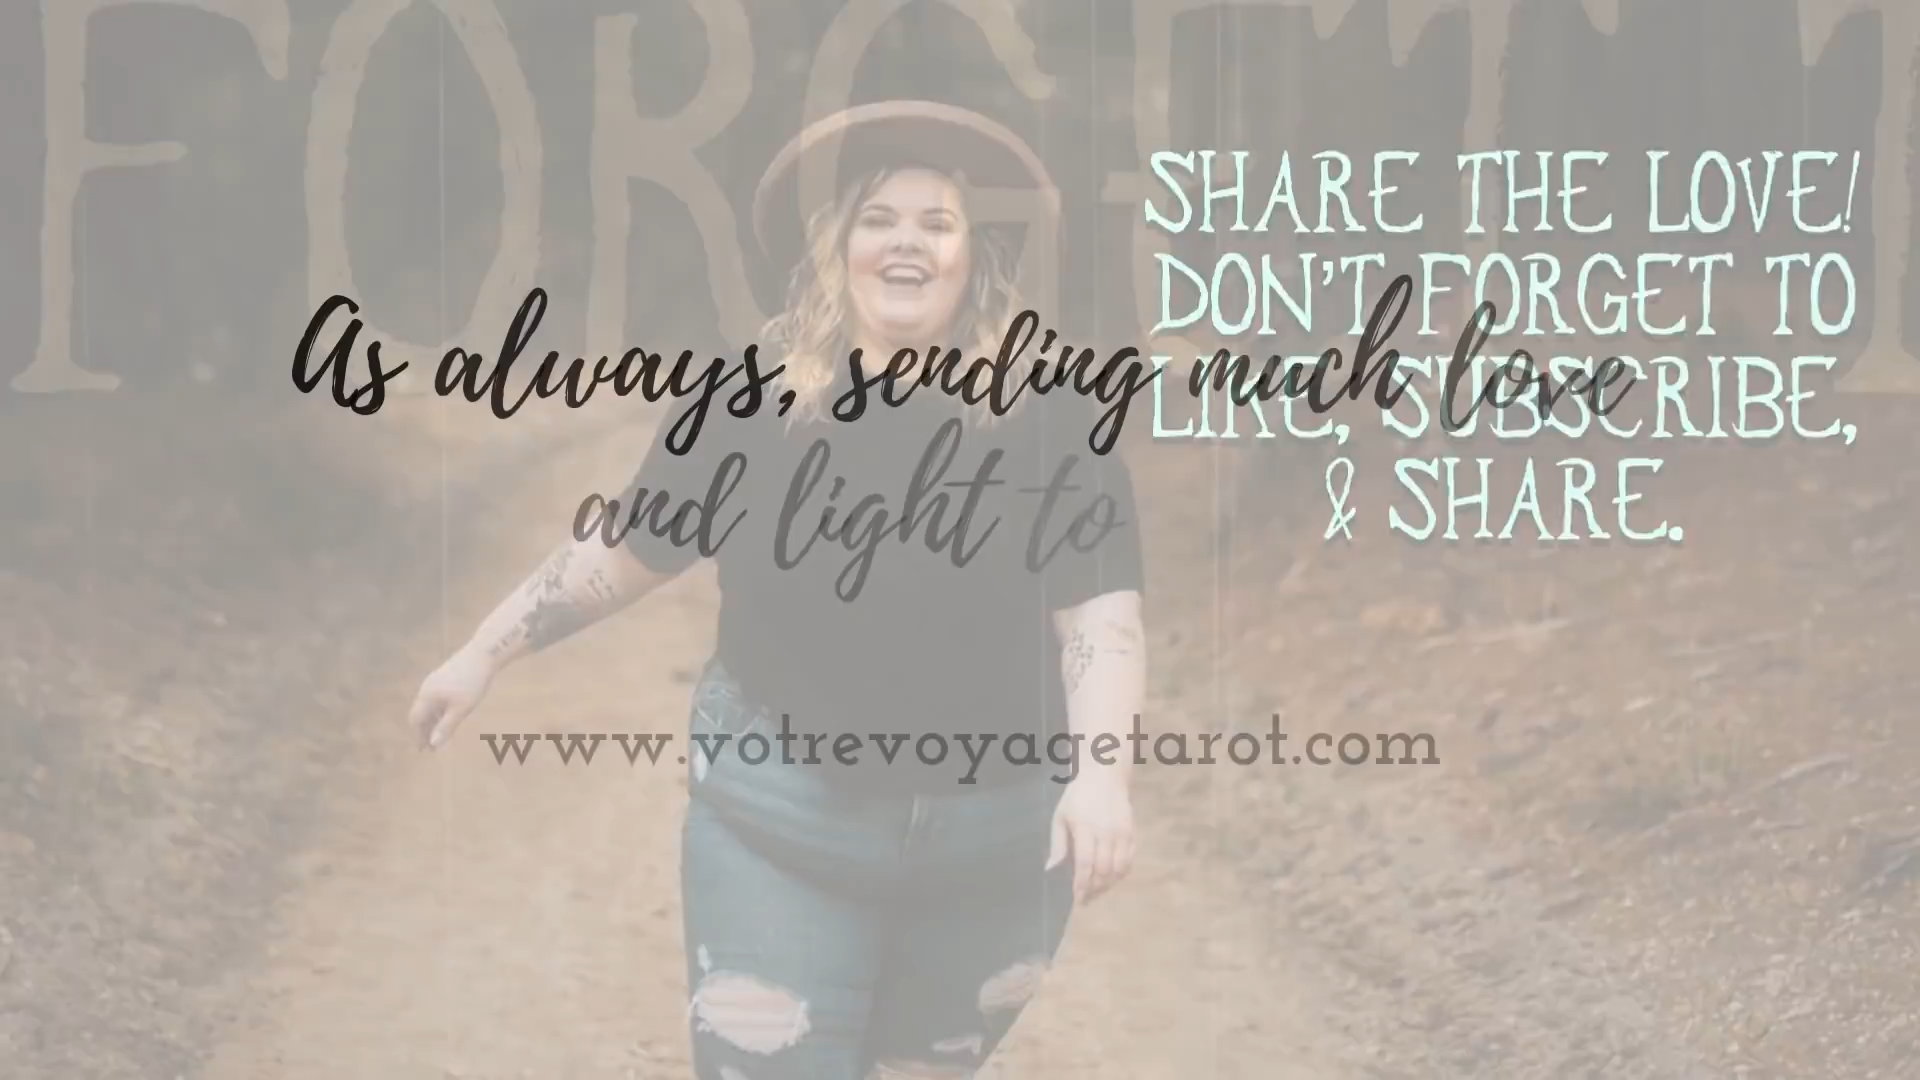 FORGET T
SHARE THE LOVE!
DON'T FORGET TO
LIKE, SUBSCRIBE,
& SHARE.
As always, sending much love
and light to
www.votrevoyagetarot.com